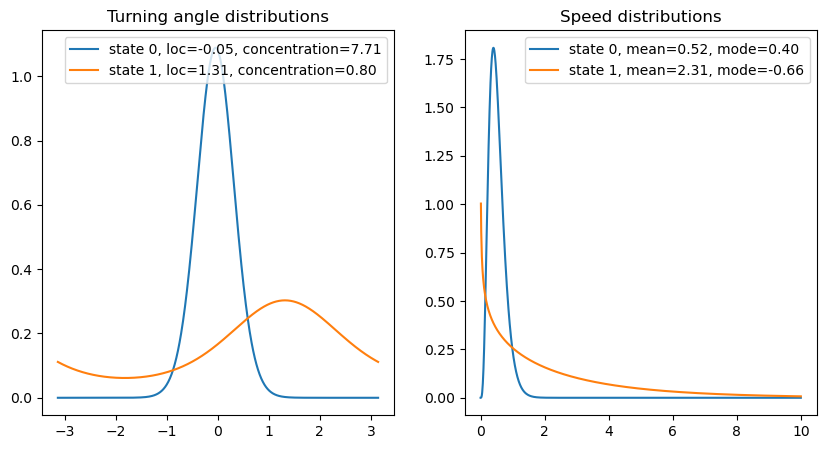 Turning angle distributions
state 0, loc=-0.05, concentration=7.71
state 1, loc=1.31, concentration=0.80
1.0
0.8
0.6
0.4
0.2
0.0
−3 −2 −1 0 1 2 3
Speed distributions
state 0, mean=0.52, mode=0.40
state 1, mean=2.31, mode=-0.66
1.75
1.50
1.25
1.00
0.75
0.50
0.25
0.00
0 2 4 6 8 10